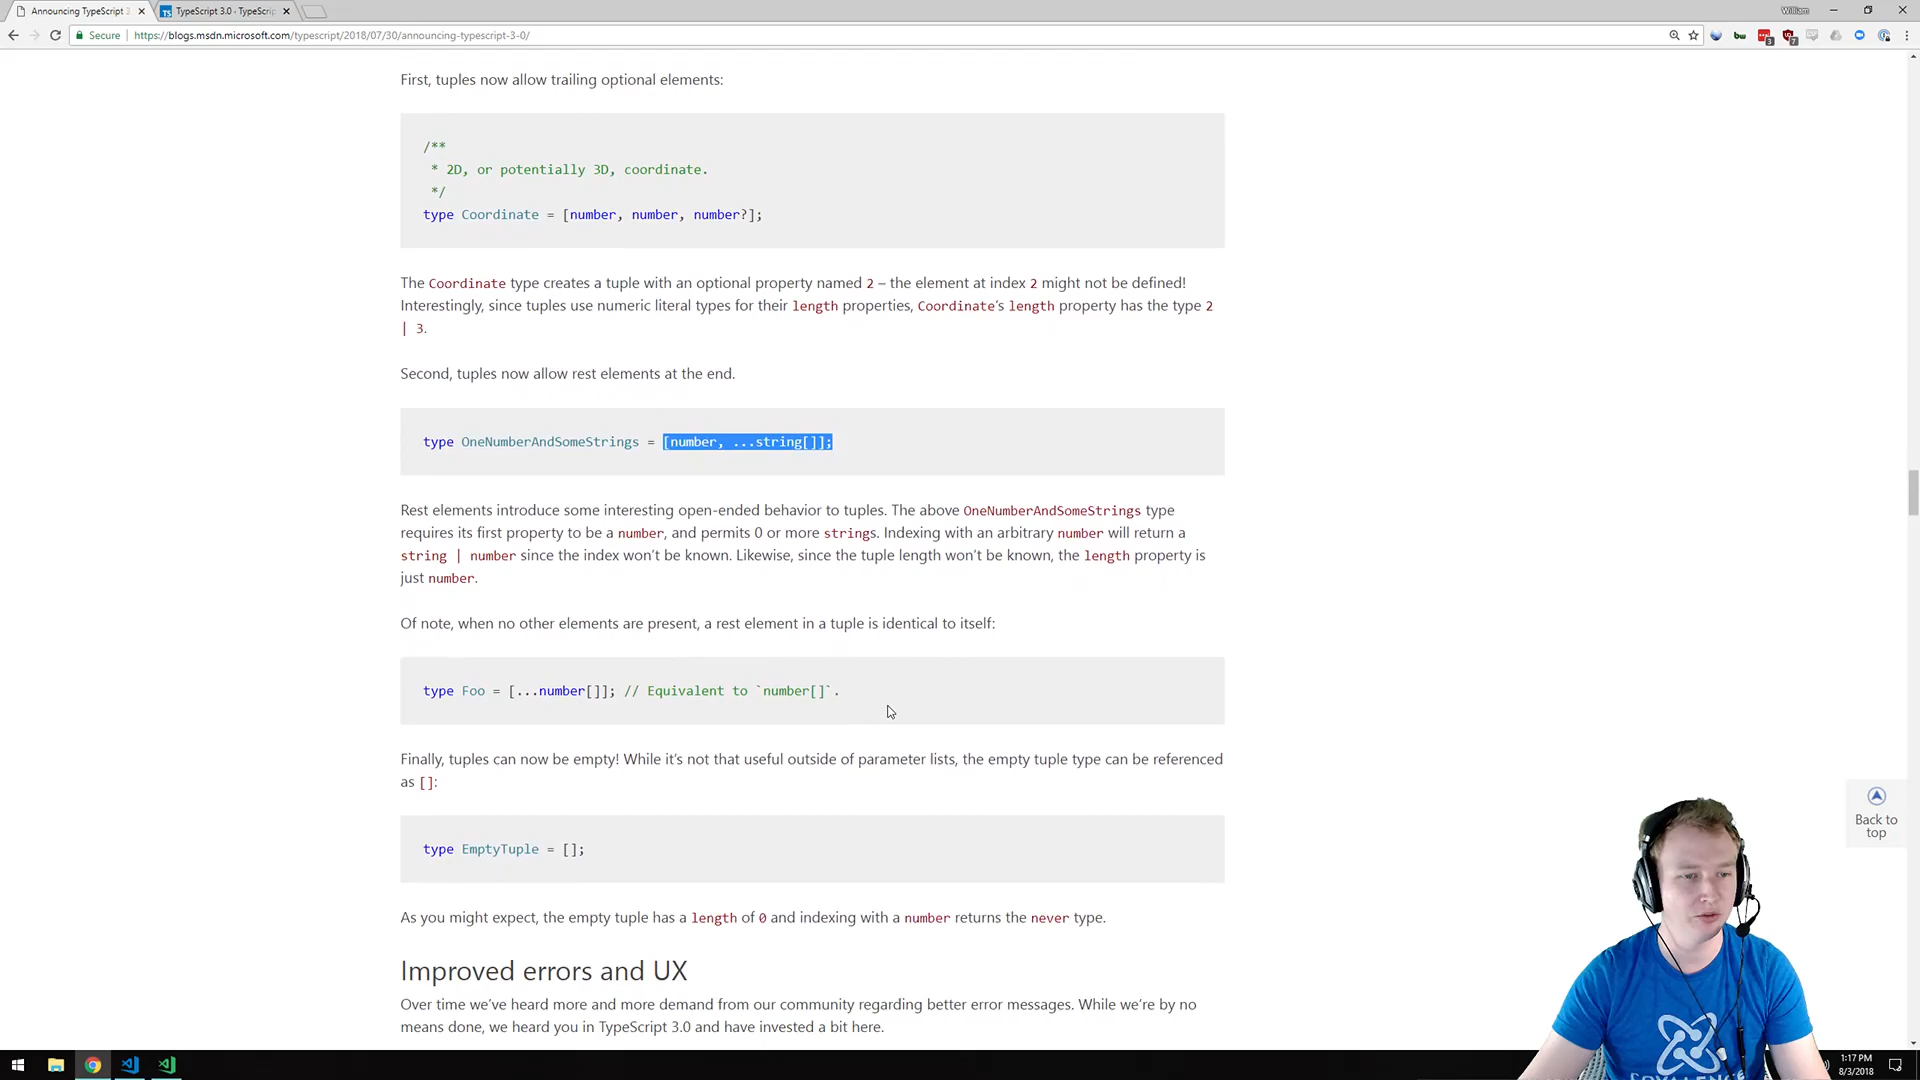 Announcing TypeScript 3
TypeScript 3.0 · TypeScrip
William
Secure
https://blogs.msdn.microsoft.com/typescript/2018/07/30/announcing-typescript-3-0/
First, tuples now allow trailing optional elements:
/**
* 2D, or potentially 3D, coordinate.
*/
type Coordinate = [number, number, number?];
The Coordinate type creates a tuple with an optional property named 2 – the element at index 2 might not be defined!
Interestingly, since tuples use numeric literal types for their length properties, Coordinate's length property has the type 2
| 3.
Second, tuples now allow rest elements at the end.
type OneNumberAndSomeStrings = [number, ...string[]];
Rest elements introduce some interesting open-ended behavior to tuples. The above OneNumberAndSomeStrings type
requires its first property to be a number, and permits 0 or more strings. Indexing with an arbitrary number will return a
string | number since the index won't be known. Likewise, since the tuple length won't be known, the length property is
just number.
Of note, when no other elements are present, a rest element in a tuple is identical to itself:
type Foo = [...number[]]; // Equivalent to `number[]`.
Finally, tuples can now be empty! While it's not that useful outside of parameter lists, the empty tuple type can be referenced
as []:
type EmptyTuple = [];
Back to
top
As you might expect, the empty tuple has a length of 0 and indexing with a number returns the never type.
Improved errors and UX
Over time we've heard more and more demand from our community regarding better error messages. While we're by no
means done, we heard you in TypeScript 3.0 and have invested a bit here.
COVALENCE
1:17 PM
8/3/2018